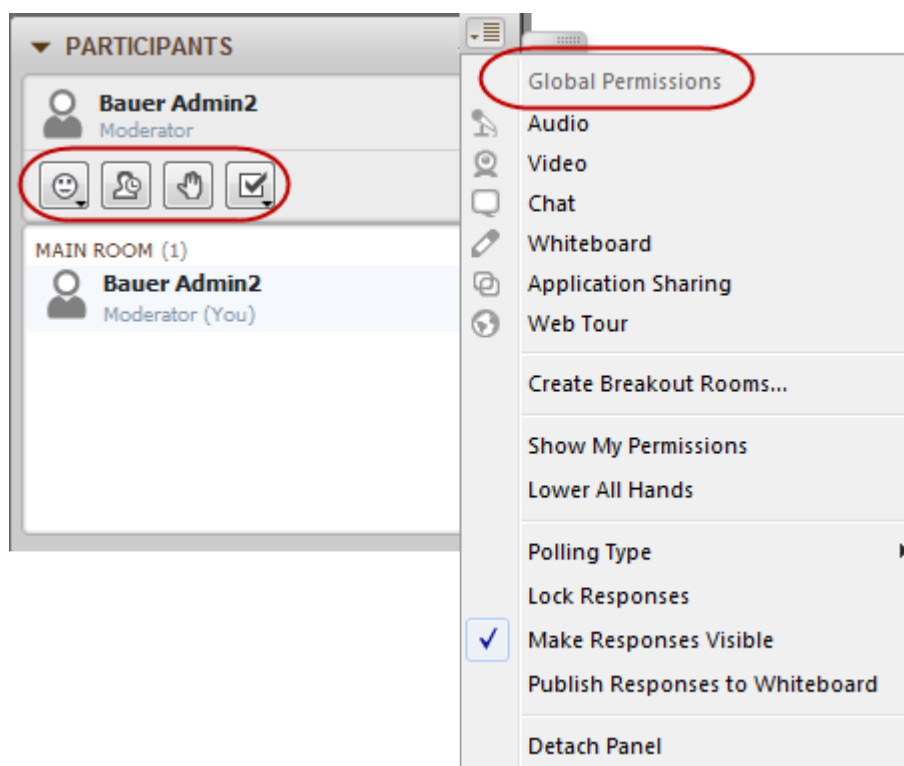 PARTICIPANTS
Bauer Admin2
Moderator
MAIN ROOM (1)
Bauer Admin2
Moderator (You)
Global Permissions
Audio
Video
Chat
Whiteboard
Application Sharing
Web Tour
Create Breakout Rooms...
Show My Permissions
Lower All Hands
Polling Type
Lock Responses
Make Responses Visible
Publish Responses to Whiteboard
Detach Panel